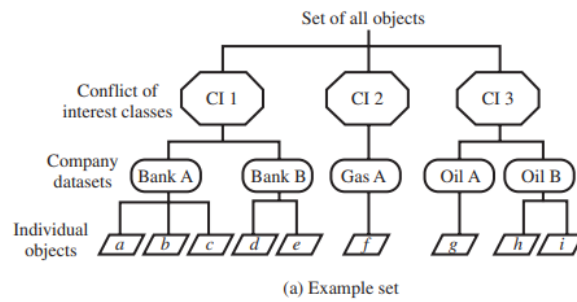 Set of all objects
Conflict of
interest classes
CI 1 CI 2 CI 3
Company
datasets
Bank A Bank B Gas A Oil A Oil B
Individual
objects
a b c d e f g h i
(a) Example set